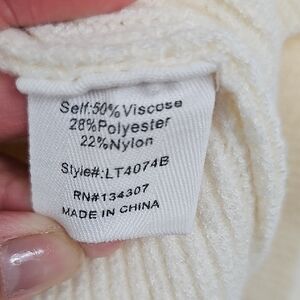 Self:50%Viscose
28%Polyester
22%Nylon
Style#:LT4074B
RN#134307
MADE IN CHINA